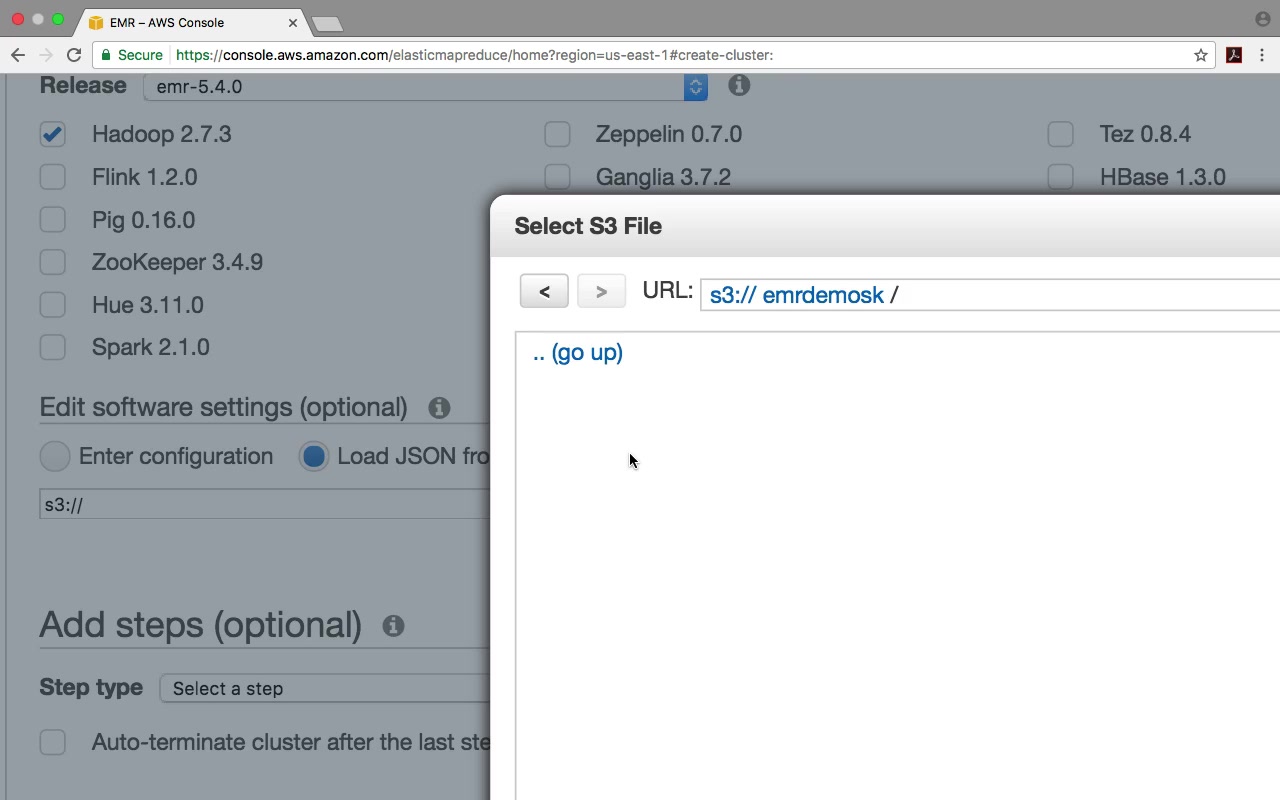 EMR – AWS Console
Secure https://console.aws.amazon.com/elasticmapreduce/home?region=us-east-1#create-cluster:
Release emr-5.4.0
Hadoop 2.7.3 Zeppelin 0.7.0 Tez 0.8.4
Flink 1.2.0 Ganglia 3.7.2 HBase 1.3.0
Pig 0.16.0
ZooKeeper 3.4.9
Hue 3.11.0
Spark 2.1.0
Select S3 File
< > URL: s3:// emrdemosk /
.. (go up)
Edit software settings (optional)
Enter configuration Load JSON fro
s3://
Add steps (optional)
Step type Select a step
Auto-terminate cluster after the last ste